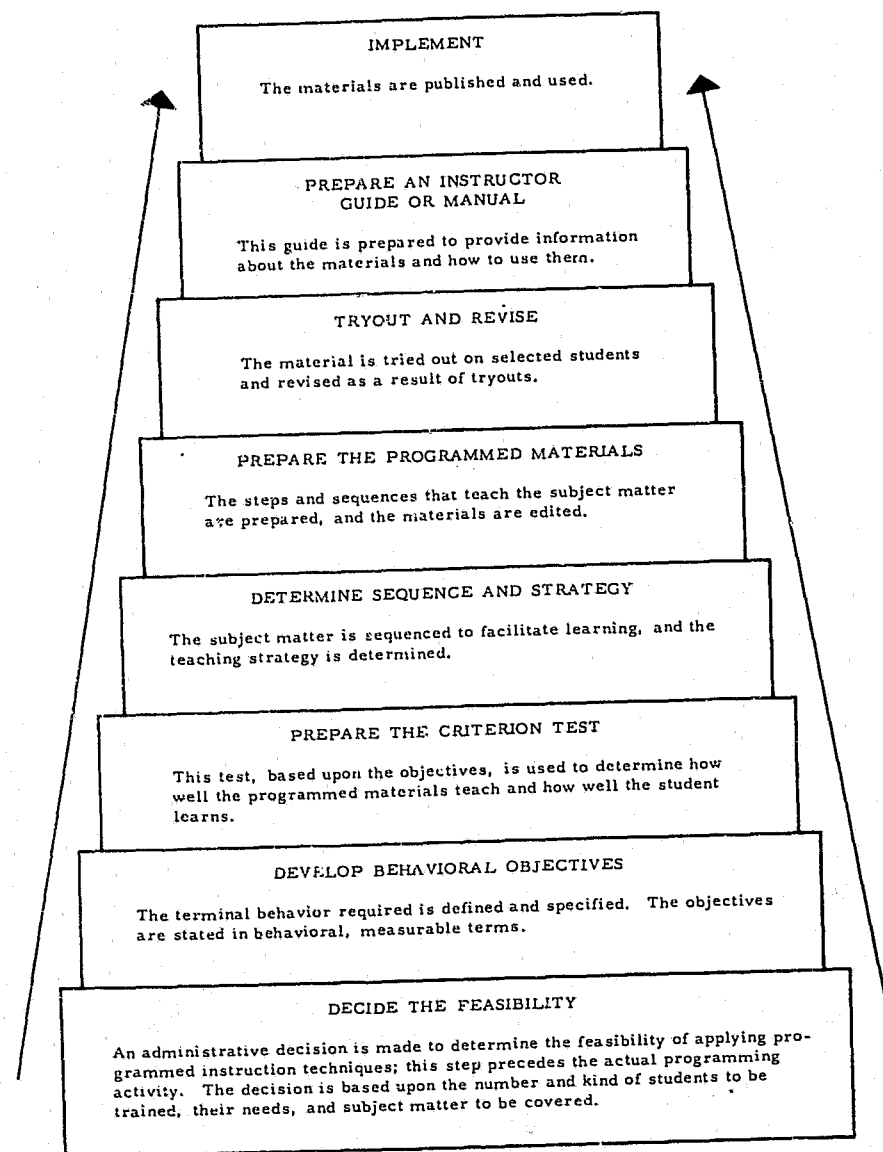 IMPLEMENT
The materials are published and used.
PREPARE AN INSTRUCTOR
GUIDE OR MANUAL
This guide is prepared to provide information
about the materials and how to use them.
TRYOUT AND REVISE
The material is tried out on selected students
and revised as a result of tryouts.
PREPARE THE PROGRAMMED MATERIALS
The steps and sequences that teach the subject matter
are prepared, and the materials are edited.
DETERMINE SEQUENCE AND STRATEGY
The subject matter is sequenced to facilitate learning, and the
teaching strategy is determined.
PREPARE THE CRITERION TEST
This test, based upon the objectives, is used to determine how
well the programmed materials teach and how well the student
learns.
DEVELOP BEHAVIORAL OBJECTIVES
The terminal behavior required is defined and specified. The objectives
are stated in behavioral, measurable terms.
DECIDE THE FEASIBILITY
An administrative decision is made to determine the feasibility of applying pro-
grammed instruction techniques; this step precedes the actual programming
activity. The decision is based upon the number and kind of students to be
trained, their needs, and subject matter to be covered.